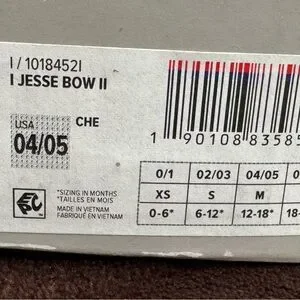 I / 1018452I
I JESSE BOW II
USA
CHE
04/05
1 90108 83585
*SIZING IN MONTHS
*TAILLES EN MOIS
MADE IN VIETNAM
FABRIQUÉ EN VIETNAM
0/1 02/03 04/05
XS S M
0-6* 6-12* 12-18* 18-